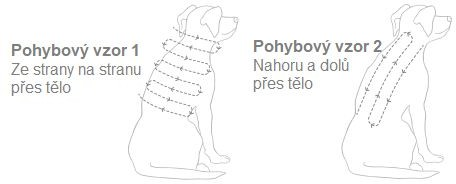 Pohybový vzor 1
Ze strany na stranu
přes tělo
Pohybový vzor 2
Nahoru a dolů
přes tělo